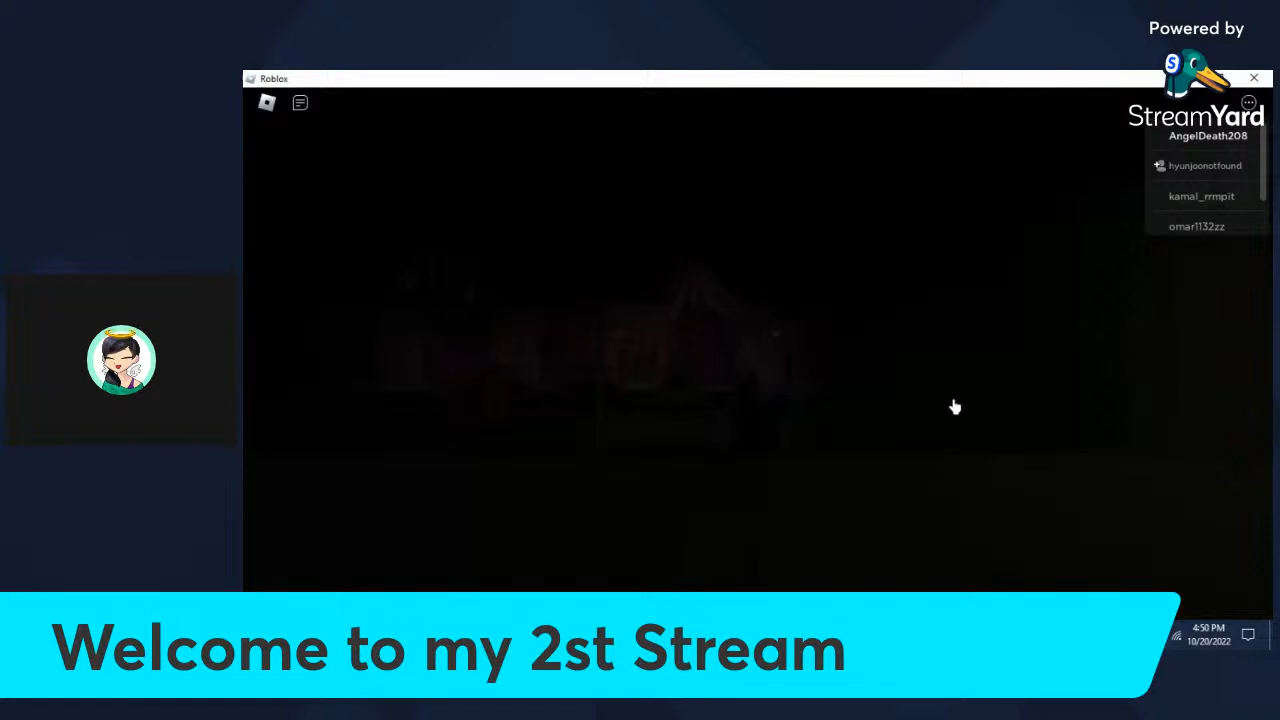 Powered by
StreamYard
Roblox
AngelDeath208
hyunjoonotfound
kamal_rrmpit
omar1132zz
4:50 PM
10/20/2022
Welcome to my 2st Stream